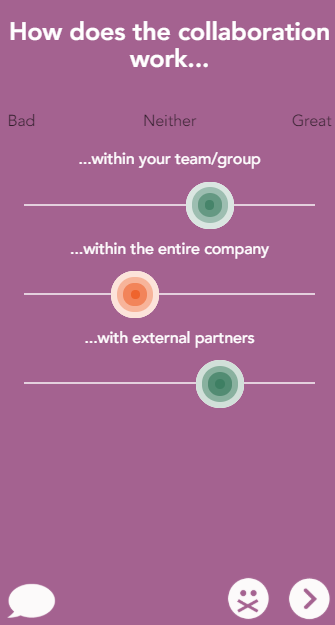 How does the collaboration
work...
Bad Neither Great
...within your team/group
...within the entire company
...with external partners